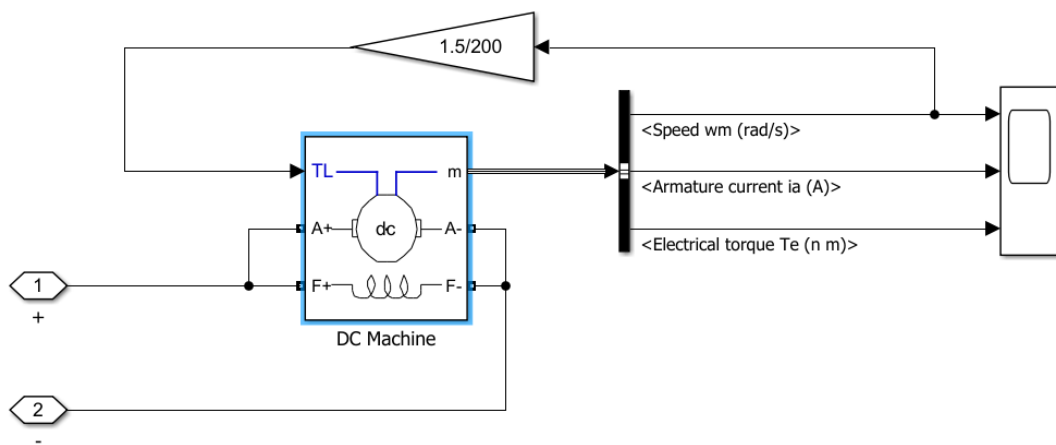 1.5/200
<Speed wm (rad/s)>
TL
m
<Armature current ia (A)>
A+
dc
A-
<Electrical torque Te (n m)>
1
+
F+
F-
DC Machine
2
-